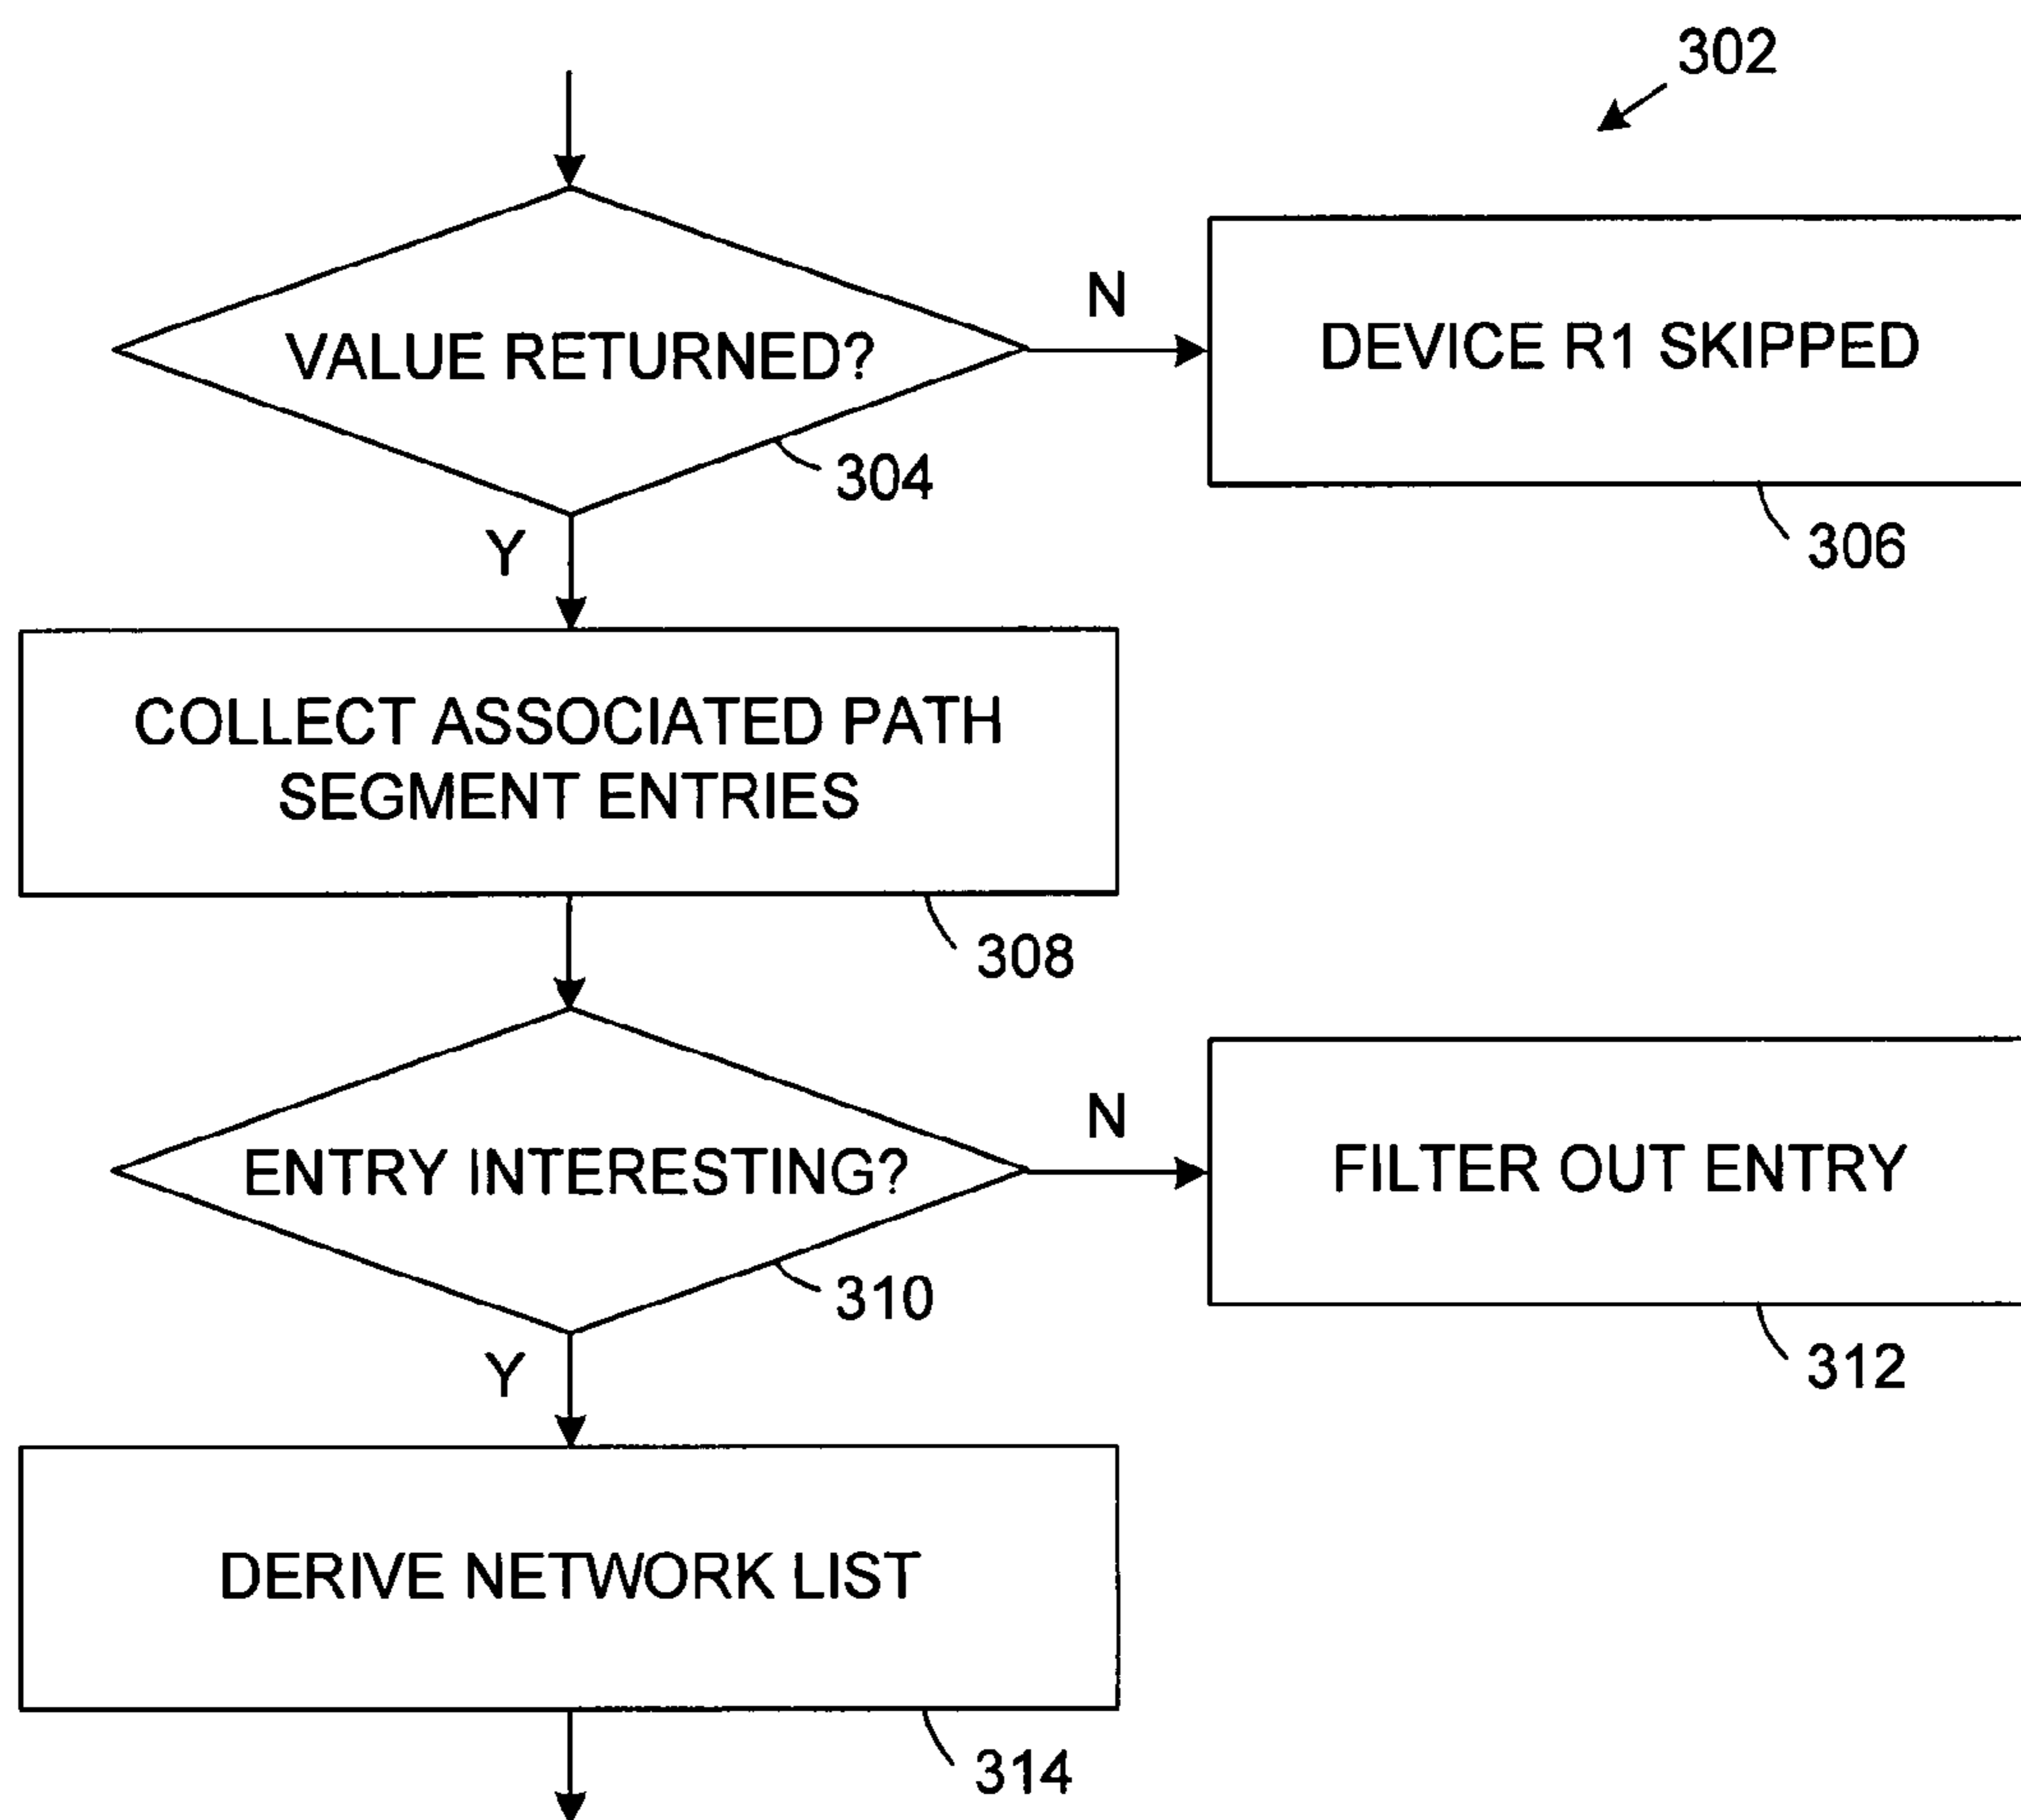 302
VALUE RETURNED?
N
DEVICE R1 SKIPPED
304
306
Y
COLLECT ASSOCIATED PATH
SEGMENT ENTRIES
308
ENTRY INTERESTING?
N
FILTER OUT ENTRY
310
312
Y
DERIVE NETWORK LIST
314